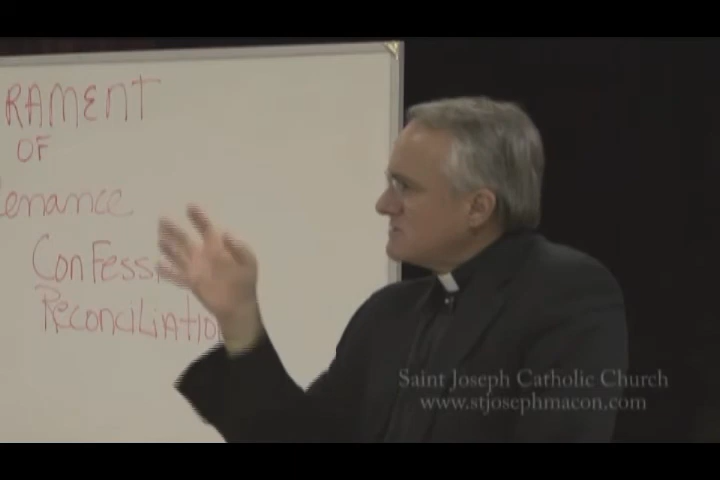 RAMENT
OF
enance
Confess
Reconciliation
Saint Joseph Catholic Church
www.stjosephmacon.com